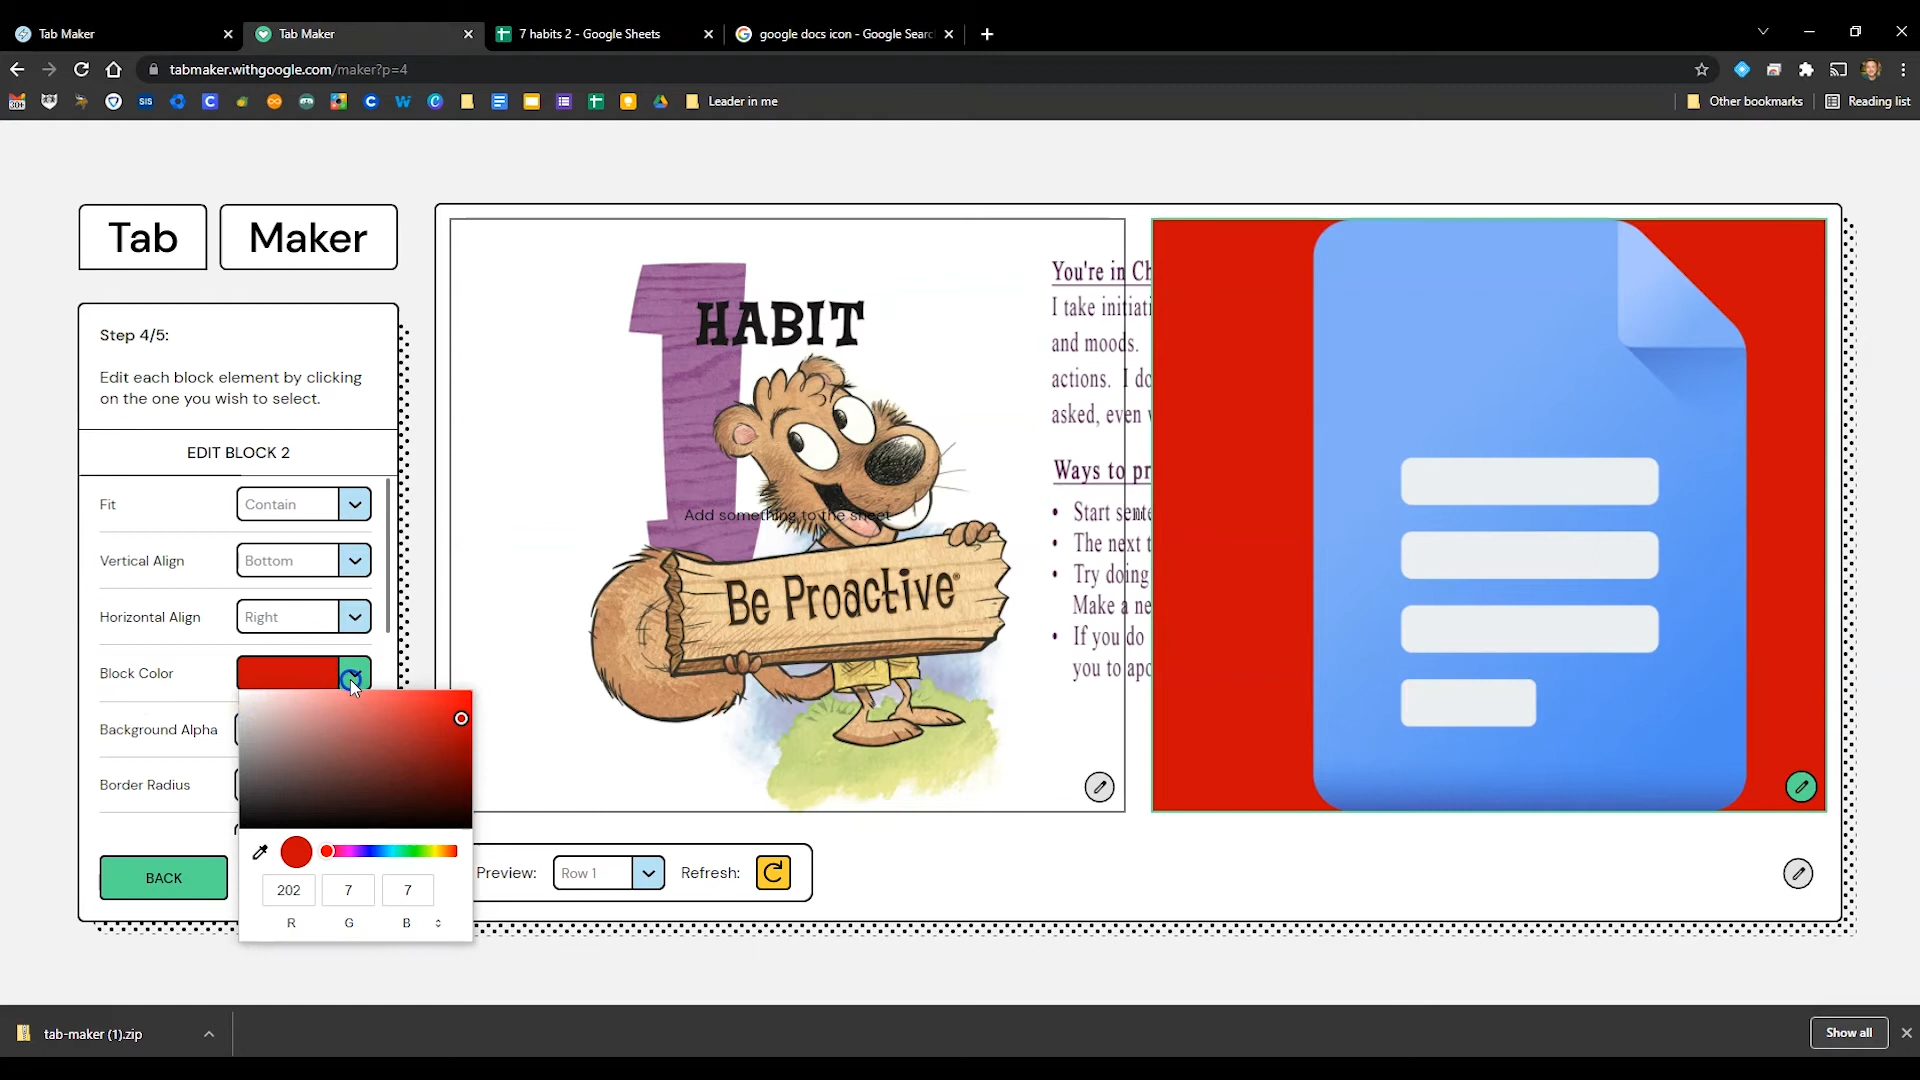 Tab Maker
Tab Maker
7 habits 2 - Google Sheets
google docs icon - Google Searc
tabmaker.withgoogle.com/maker?p=4
30+
SIS
Leader in me
Other bookmarks
Reading list
Tab Maker
Step 4/5:
Edit each block element by clicking
on the one you wish to select.
EDIT BLOCK 2
Fit
Contain
Vertical Align
Bottom
Horizontal Align
Right
Block Color
Background Alpha
Border Radius
BACK
202
7
7
R
G
B
HABIT
1
Add something to the sheet
Be Proactive®
You're in Ch
I take initiati
and moods.
actions. I do
asked, even
Ways to pr
• Start sente
• The next t
• Try doing
Make a ne
• If you do
you to apo
Preview:
Row 1
Refresh:
tab-maker (1).zip
Show all